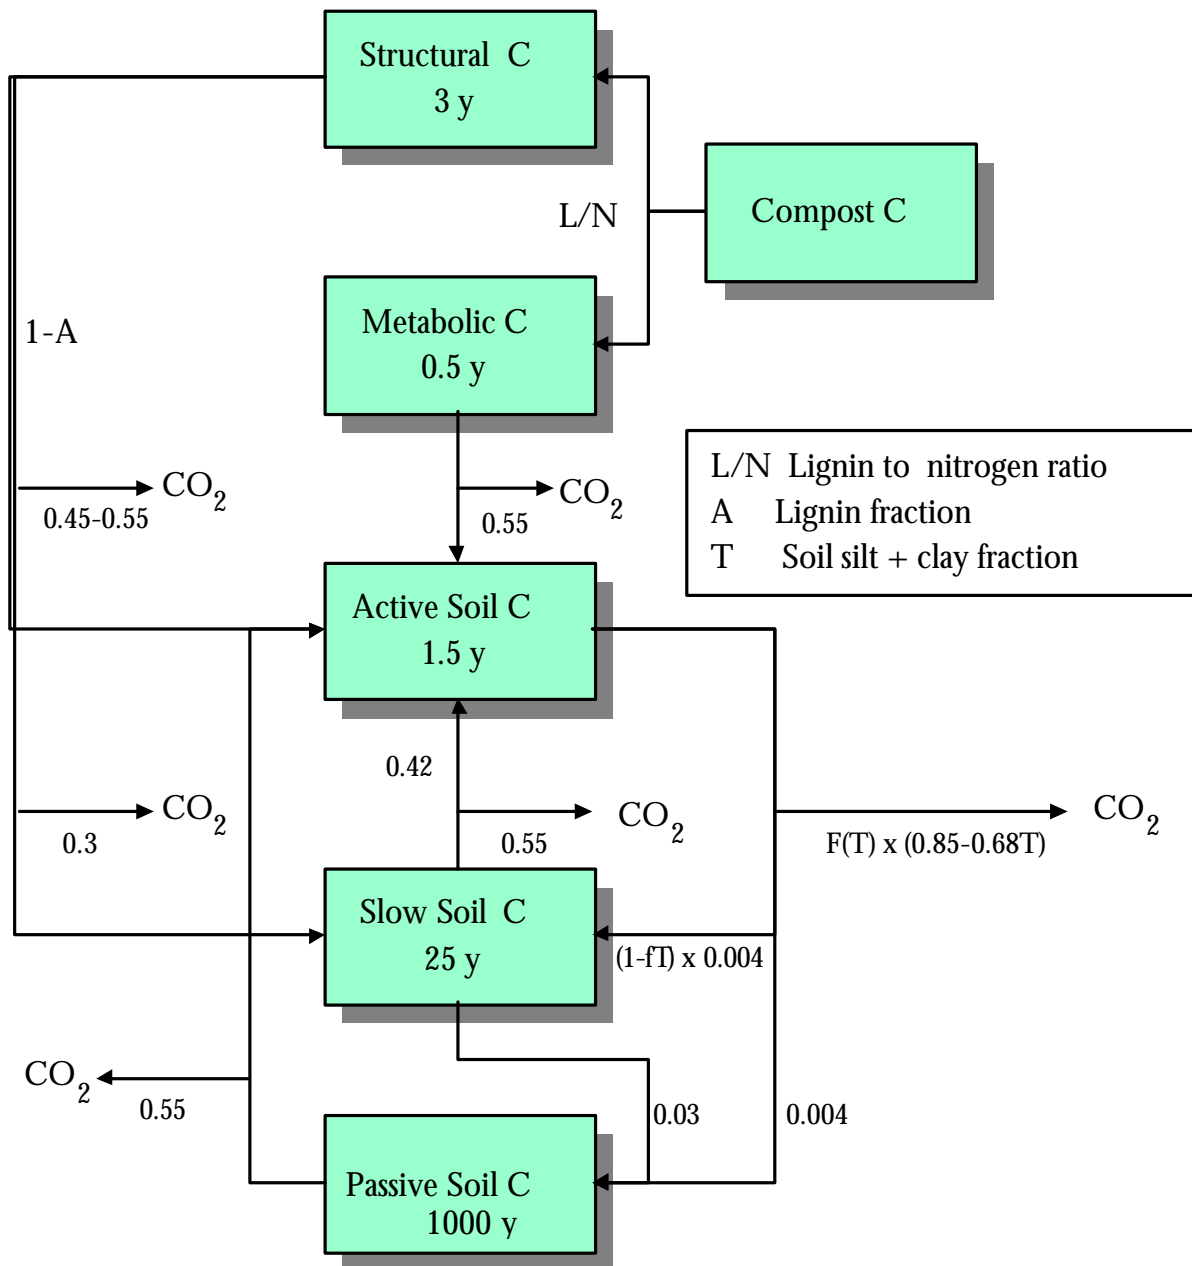 Structural C
3 y
Compost C
L/N
Metabolic C
0.5 y
1-A
L/N Lignin to nitrogen ratio
A Lignin fraction
T Soil silt + clay fraction
CO2
0.45-0.55
CO2
0.55
Active Soil C
1.5 y
0.42
CO2
0.3
CO2
0.55
CO2
F(T) x (0.85-0.68T)
Slow Soil C
25 y
(1-fT) x 0.004
CO2
0.55
0.03
0.004
Passive Soil C
1000 y